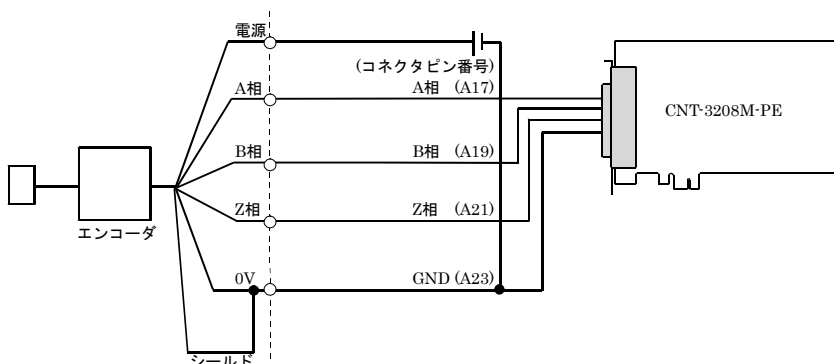 電源
(コネクタピン番号)
A相
A相 (A17)
CNT-3208M-PE
B相
B相 (A19)
Z相
Z相 (A21)
エンコーダ
0V
GND (A23)
シールド